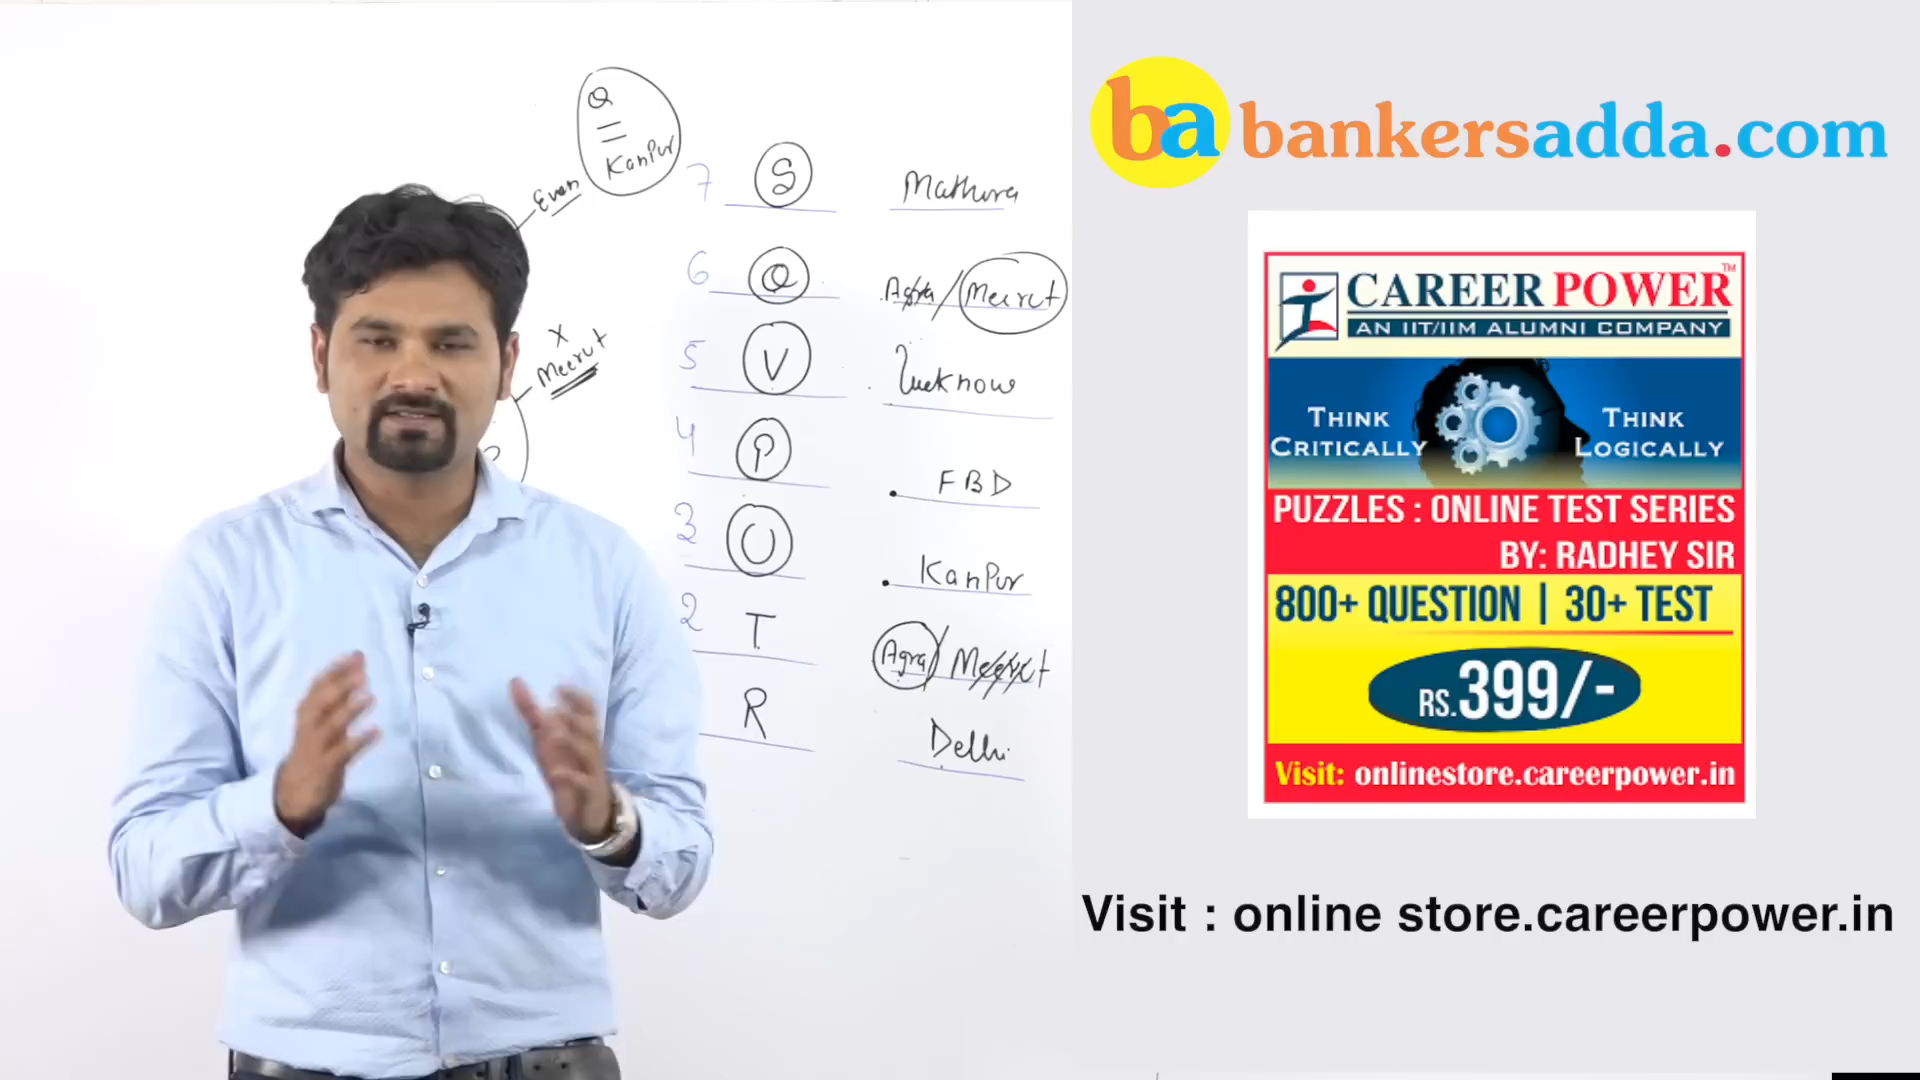 Q
Kanpur
Even
X
Meerut
7 S Mathura
6 Q Agra / Meerut
5 V Lucknow
4 P FBD
3 U Kanpur
2 T Agra / Meerut
R Delhi
ba bankersadda.com
CAREER POWER™
AN IIT/IIM ALUMNI COMPANY
THINK CRITICALLY
THINK LOGICALLY
PUZZLES : ONLINE TEST SERIES
BY: RADHEY SIR
800+ QUESTION | 30+ TEST
RS.399/-
Visit: onlinestore.careerpower.in
Visit : online store.careerpower.in